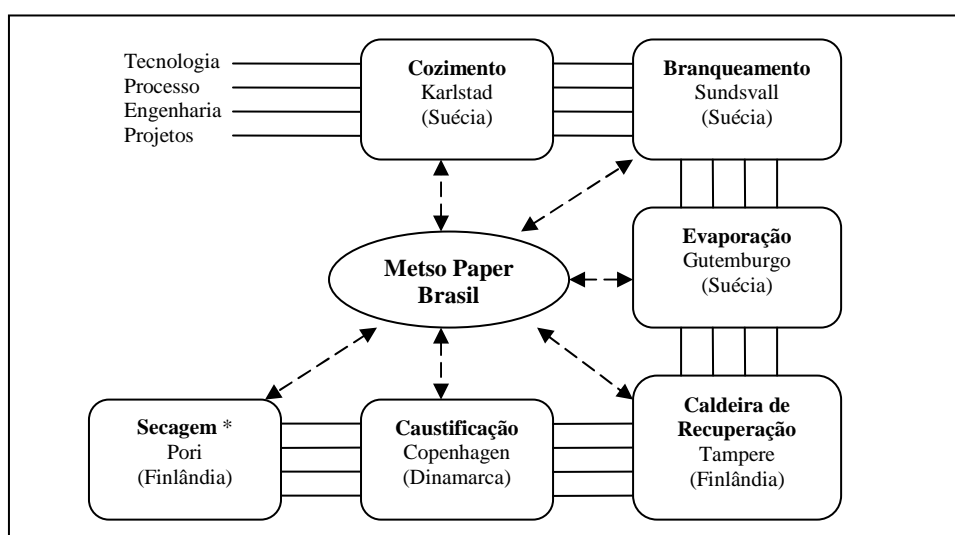 Tecnologia
Processo
Engenharia
Projetos
Cozimento
Karlstad
(Suécia)
Branqueamento
Sundsvall
(Suécia)
Evaporação
Gutemburgo
(Suécia)
Metso Paper
Brasil
Secagem *
Pori
(Finlândia)
Caustificação
Copenhagen
(Dinamarca)
Caldeira de
Recuperação
Tampere
(Finlândia)